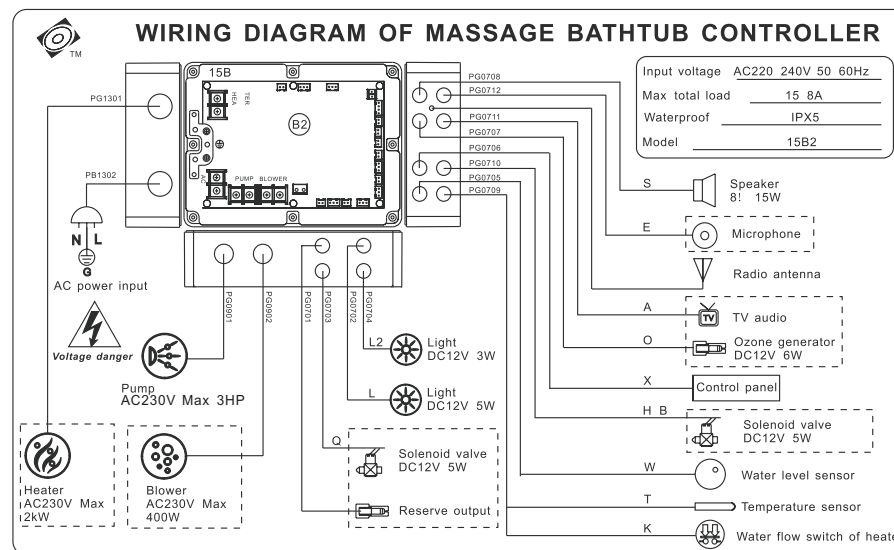 WIRING DIAGRAM OF MASSAGE BATHTUB CONTROLLER
TM
Input voltage AC220 240V 50 60Hz
Max total load 15 8A
Waterproof IPX5
Model 15B2
15B
HEA
TER
B2
AC
PUMP BLOWER
PG1301
PB1302
N L
G
AC power input
Voltage danger
PG0708
PG0712
PG0711
PG0707
PG0706
PG0710
PG0705
PG0709
PG0901
PG0902
PG0701
PG0703
PG0702
PG0704
S
Speaker
8! 15W
E
Microphone
Radio antenna
A
TV
TV audio
O
Ozone generator
DC12V 6W
X
Control panel
H B
Solenoid valve
DC12V 5W
W
Water level sensor
T
Temperature sensor
K
Water flow switch of heat
L2
Light
DC12V 3W
L
Light
DC12V 5W
Q
Solenoid valve
DC12V 5W
Reserve output
Pump
AC230V Max 3HP
Heater
AC230V Max
2kW
Blower
AC230V Max
400W